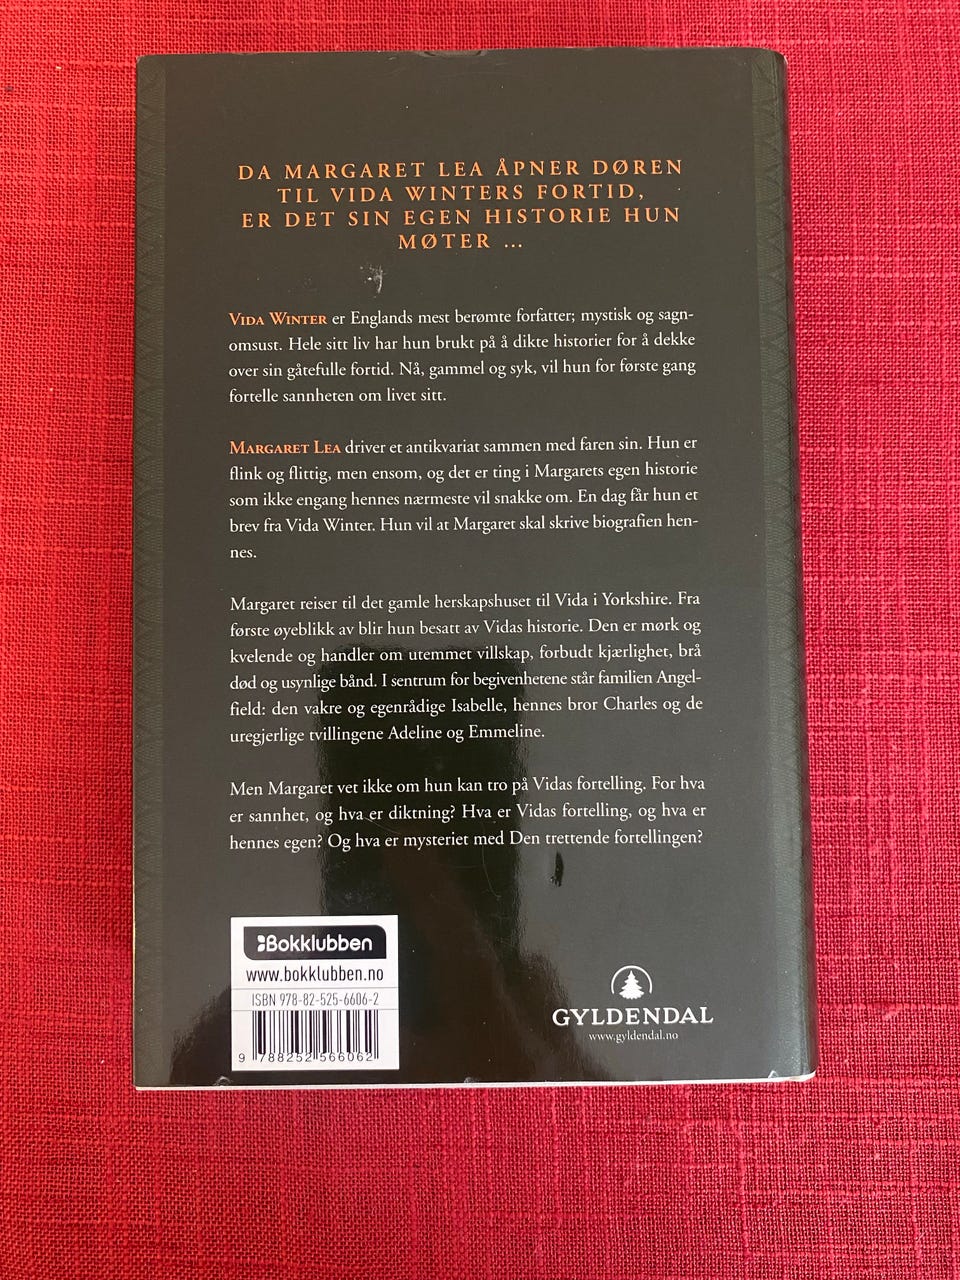 DA MARGARET LEA ÅPNER DØREN
TIL VIDA WINTERS FORTID,
ER DET SIN EGEN HISTORIE HUN
MØTER ...
VIDA WINTER er Englands mest berømte forfatter; mystisk og sagn-
omsust. Hele sitt liv har hun brukt på å dikte historier for å dekke
over sin gåtefulle fortid. Nå, gammel og syk, vil hun for første gang
fortelle sannheten om livet sitt.
MARGARET LEA driver et antikvariat sammen med faren sin. Hun er
flink og flittig, men ensom, og det er ting i Margarets egen historie
som ikke engang hennes nærmeste vil snakke om. En dag får hun et
brev fra Vida Winter. Hun vil at Margaret skal skrive biografien hen-
nes.
Margaret reiser til det gamle herskapshuset til Vida i Yorkshire. Fra
første øyeblikk av blir hun besatt av Vidas historie. Den er mørk og
kvelende og handler om utemmet villskap, forbudt kjærlighet, brå
død og usynlige bånd. I sentrum for begivenhetene står familien Angel-
field: den vakre og egenrådige Isabelle, hennes bror Charles og de
uregjerlige tvillingene Adeline og Emmeline.
Men Margaret vet ikke om hun kan tro på Vidas fortelling. For hva
er sannhet, og hva er diktning? Hva er Vidas fortelling, og hva er
hennes egen? Og hva er mysteriet med Den trettende fortellingen?
Bokklubben
www.bokklubben.no
ISBN 978-82-525-6606-2
9 788252 566062
GYLDENDAL
www.gyldendal.no